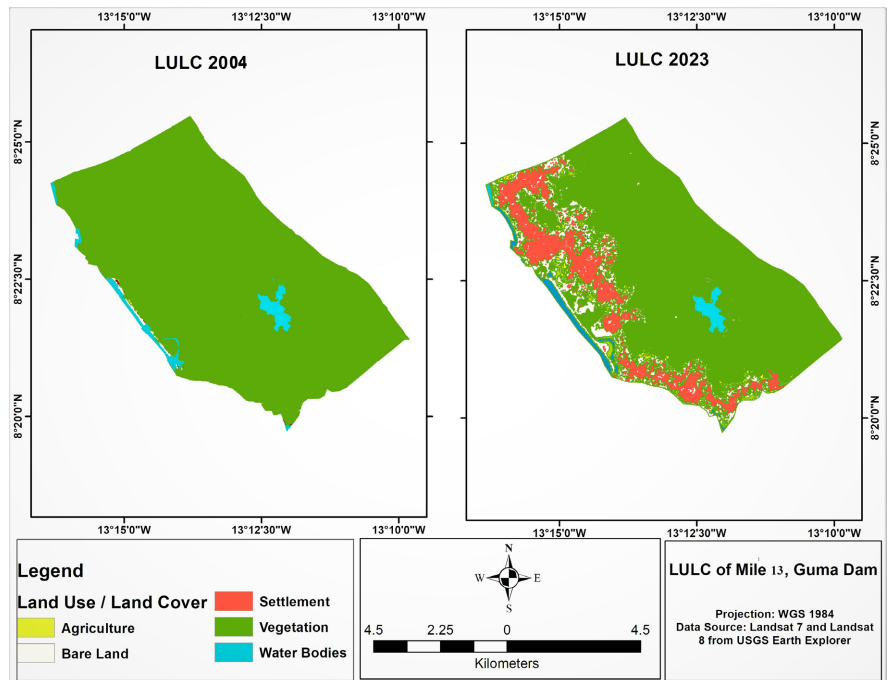 13°15'0"W 13°12'30"W 13°10'0"W
13°15'0"W 13°12'30"W 13°10'0"W
LULC 2004
LULC 2023
8°25'0"N
8°22'30"N
8°20'0"N
8°25'0"N
8°22'30"N
8°20'0"N
13°15'0"W 13°12'30"W 13°10'0"W
13°15'0"W 13°12'30"W 13°10'0"W
Legend
Land Use / Land Cover
Agriculture
Bare Land
Settlement
Vegetation
Water Bodies
N
W E
S
4.5 2.25 0 4.5
Kilometers
LULC of Mile 13, Guma Dam
Projection: WGS 1984
Data Source: Landsat 7 and Landsat
8 from USGS Earth Explorer